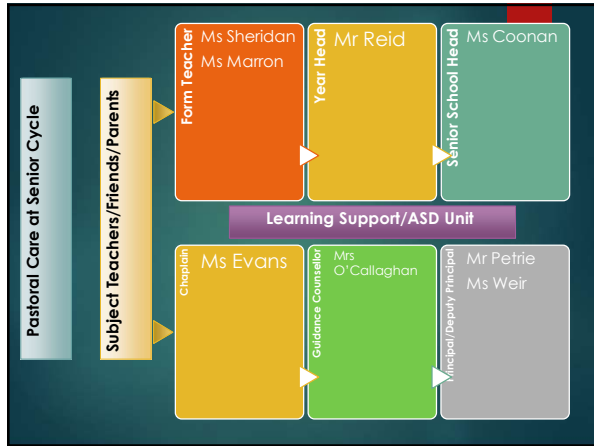 Pastoral Care at Senior Cycle
Subject Teachers/Friends/Parents
Form Teacher
Ms Sheridan
Ms Marron
Year Head
Mr Reid
Senior School Head
Ms Coonan
Learning Support/ASD Unit
Chaplain
Ms Evans
Guidance Counsellor
Mrs
O'Callaghan
Principal/Deputy Principal
Mr Petrie
Ms Weir